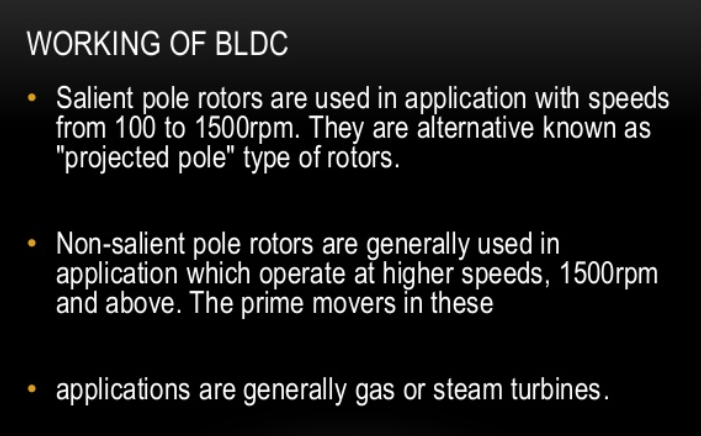 WORKING OF BLDC
• Salient pole rotors are used in application with speeds
from 100 to 1500rpm. They are alternative known as
"projected pole" type of rotors.
• Non-salient pole rotors are generally used in
application which operate at higher speeds, 1500rpm
and above. The prime movers in these
• applications are generally gas or steam turbines.